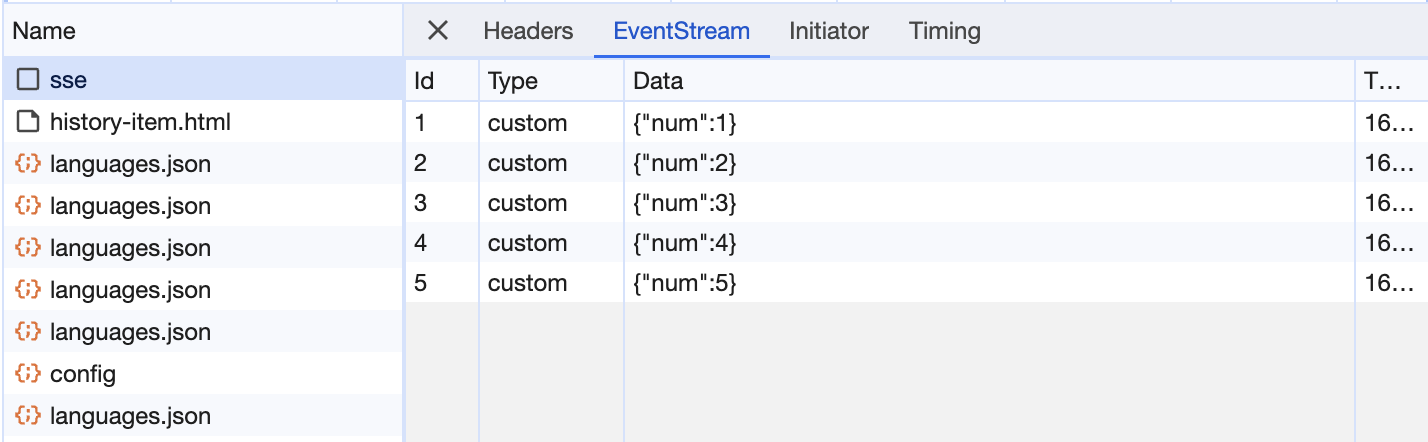 Name
Headers EventStream Initiator Timing
sse
Id Type Data T...
history-item.html
1 custom {"num":1} 16...
languages.json
2 custom {"num":2} 16...
languages.json
3 custom {"num":3} 16...
languages.json
4 custom {"num":4} 16...
languages.json
5 custom {"num":5} 16...
languages.json
config
languages.json